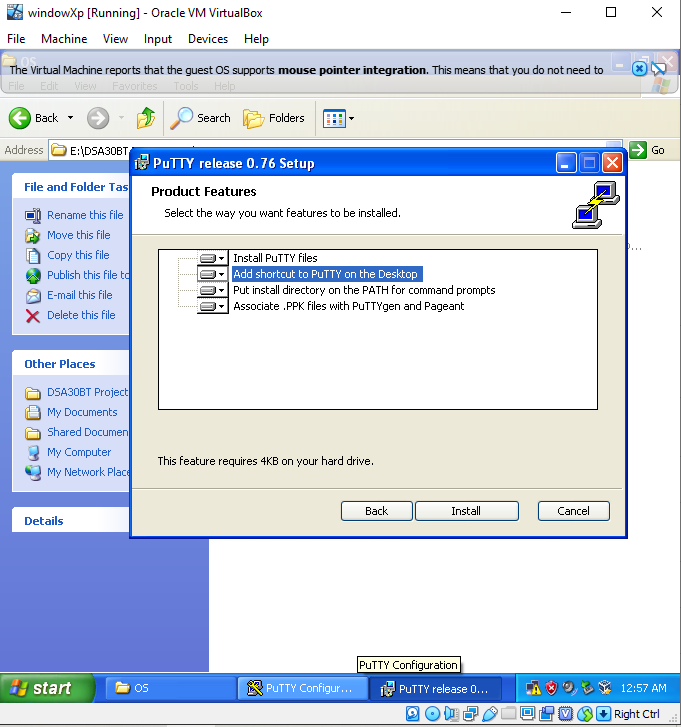 windowXp [Running] - Oracle VM VirtualBox
File Machine View Input Devices Help
OS
The Virtual Machine reports that the guest OS supports mouse pointer integration. This means that you do not need to
File Edit View Favorites Tools Help
Back Search Folders
Address E:\DSA30BT Go
PuTTY release 0.76 Setup
Product Features
Select the way you want features to be installed.
File and Folder Tas
Rename this file
Move this file
Copy this file
Publish this file to
E-mail this file
Delete this file
Install PuTTY files
Add shortcut to PuTTY on the Desktop
Put install directory on the PATH for command prompts
Associate .PPK files with PuTTYgen and Pageant
Other Places
DSA30BT Project
My Documents
Shared Documen
My Computer
My Network Place
This feature requires 4KB on your hard drive.
Back Install Cancel
Details
PuTTY Configuration
start OS PuTTY Configur... PuTTY release 0... 12:57 AM
Right Ctrl